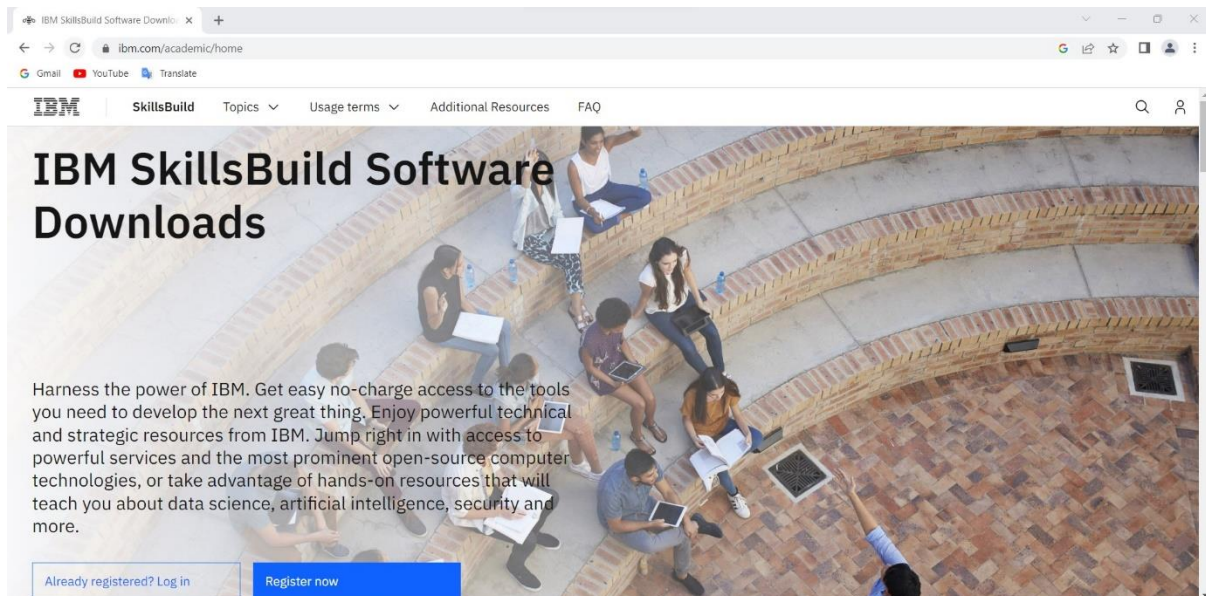 IBM SkillsBuild Software Downlo
ibm.com/academic/home
Gmail YouTube Translate
IBM SkillsBuild Topics Usage terms Additional Resources FAQ
IBM SkillsBuild Software
Downloads
Harness the power of IBM. Get easy no-charge access to the tools
you need to develop the next great thing. Enjoy powerful technical
and strategic resources from IBM. Jump right in with access to
powerful services and the most prominent open-source computer
technologies, or take advantage of hands-on resources that will
teach you about data science, artificial intelligence, security and
more.
Already registered? Log in Register now